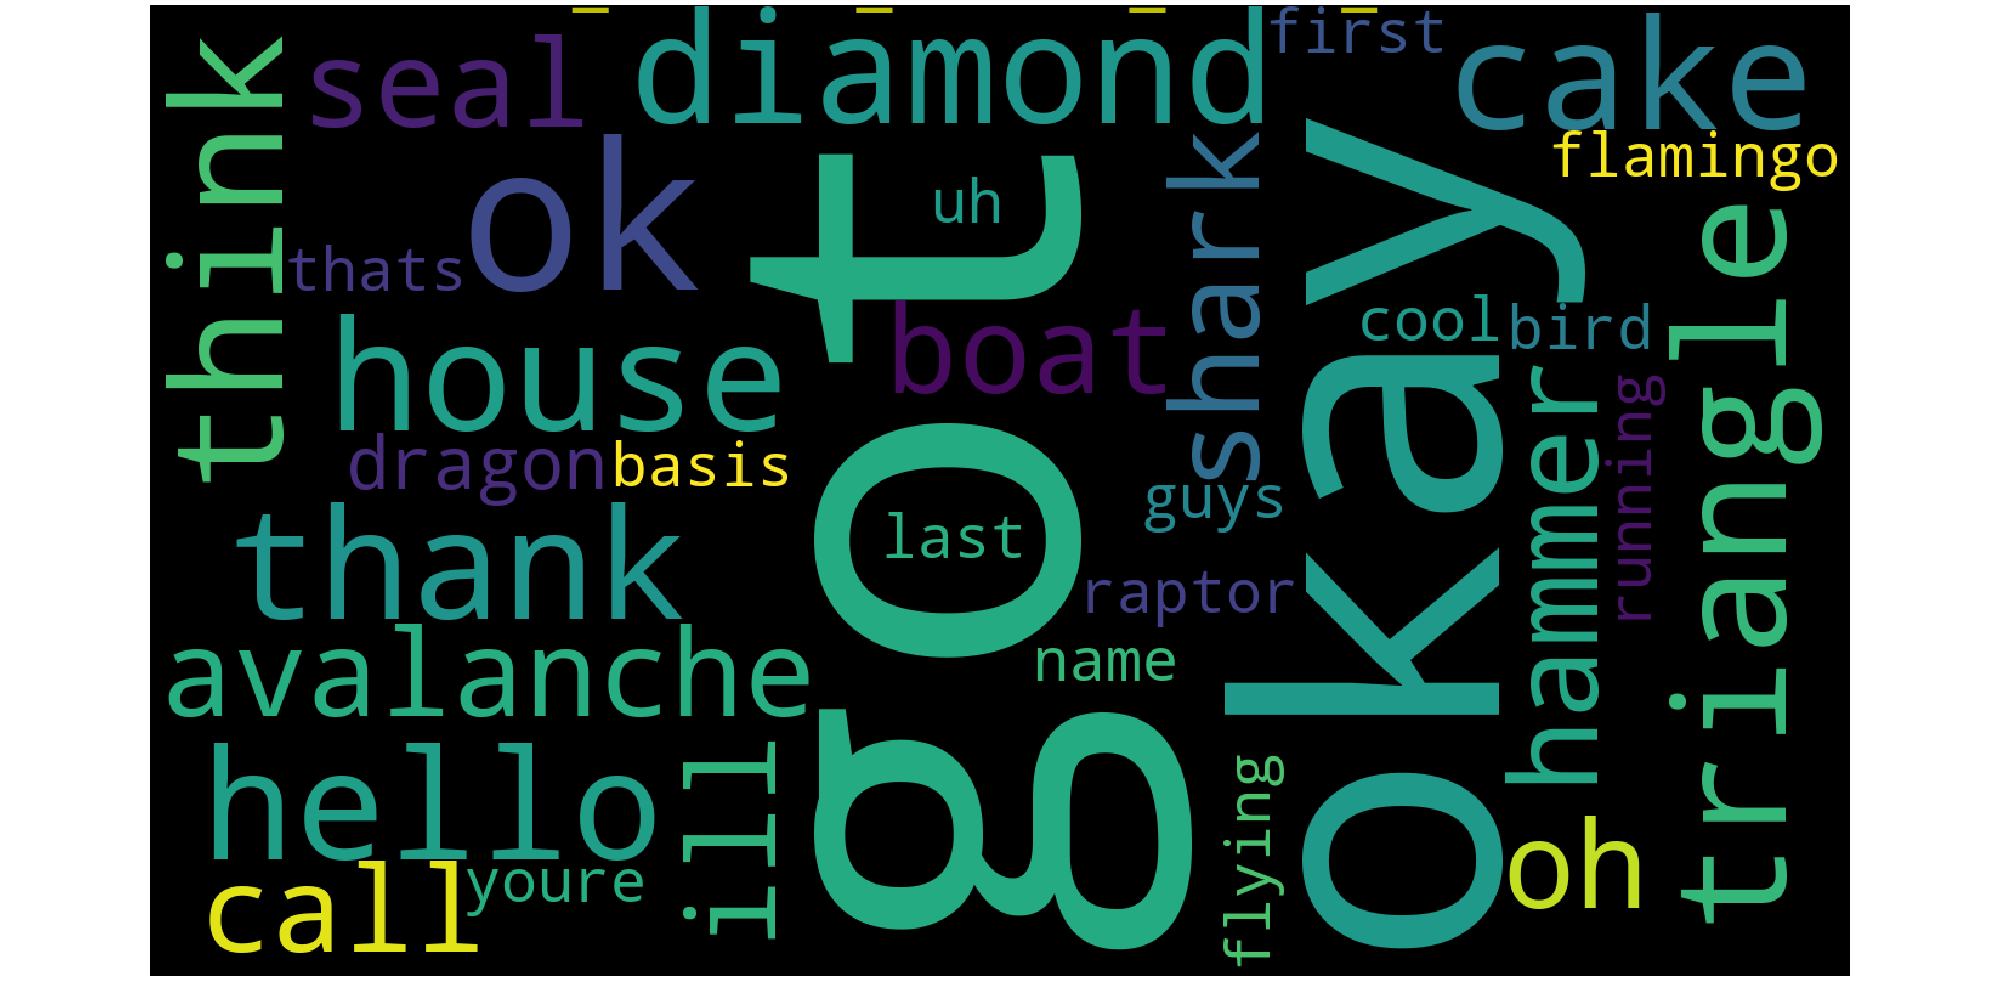 think
seal
diamond
first
cake
flamingo
ok
uh
shark
thats
got
okay
triangle
house
boat
cool
bird
dragon
basis
hammer
running
guys
last
thank
raptor
name
avalanche
hello
ill
flying
oh
call
youre